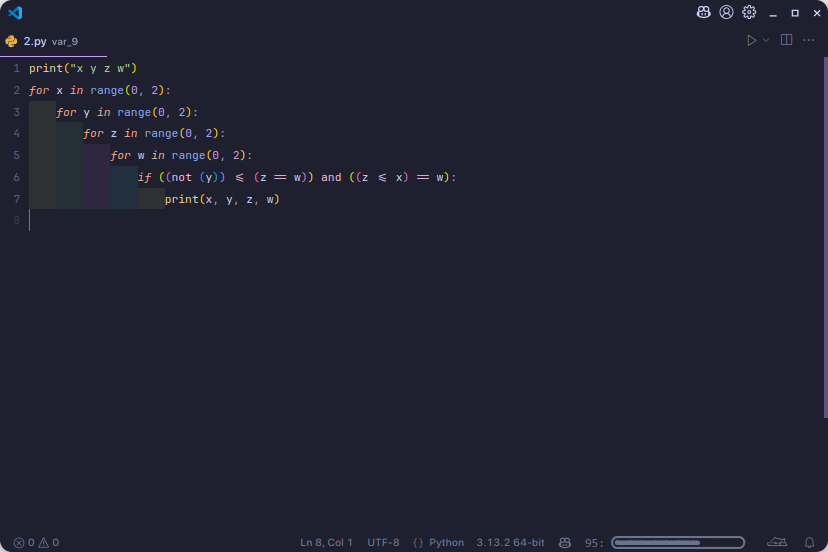 2.py var_9
1 print("x y z w")
2 for x in range(0, 2):
3 for y in range(0, 2):
4 for z in range(0, 2):
5 for w in range(0, 2):
6 if ((not (y)) <= (z == w)) and ((z <= x) == w):
7 print(x, y, z, w)
8
0 0 Ln 8, Col 1 UTF-8 {} Python 3.13.2 64-bit 95: